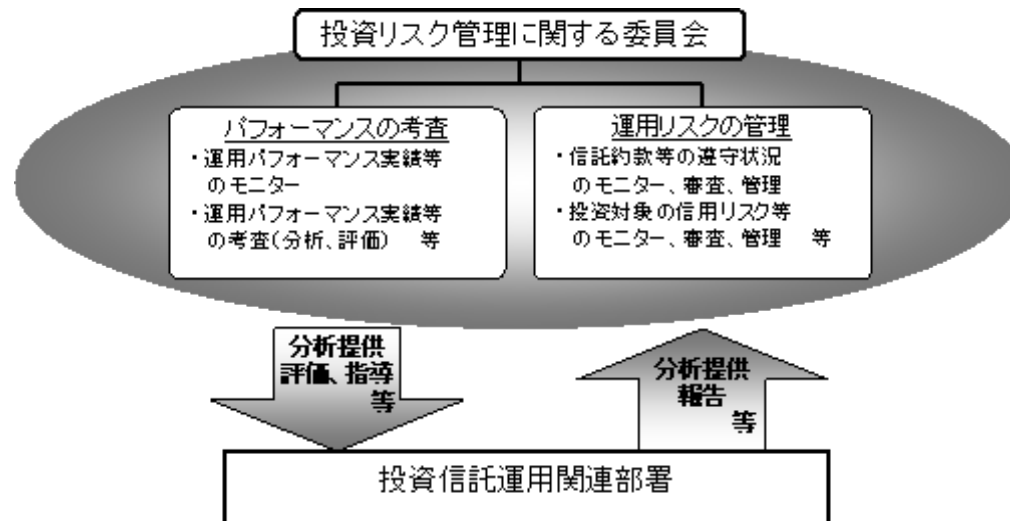 投資リスク管理に関する委員会
パフォーマンスの考査
・運用パフォーマンス実績等
のモニター
・運用パフォーマンス実績等
の考査(分析、評価) 等
運用リスクの管理
・信託約款等の遵守状況
のモニター、審査、管理
・投資対象の信用リスク等
のモニター、審査、管理 等
分析提供
評価、指導
等
分析提供
報告
等
投資信託運用関連部署